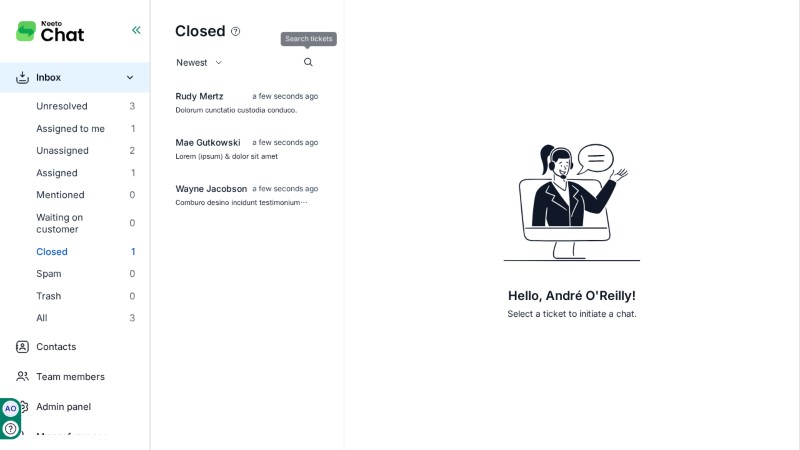 Neeto
Chat
Inbox
Unresolved 3
Assigned to me 1
Unassigned 2
Assigned 1
Mentioned 0
Waiting on
customer 0
Closed 1
Spam 0
Trash 0
All 3
Contacts
Team members
Admin panel
AO
Closed
Search tickets
Newest
Rudy Mertz a few seconds ago
Dolorum cunctatio custodia conduco.
Mae Gutkowski a few seconds ago
Lorem (ipsum) & dolor sit amet
Wayne Jacobson a few seconds ago
Comburo desino incidunt testimonium...
Hello, André O'Reilly!
Select a ticket to initiate a chat.